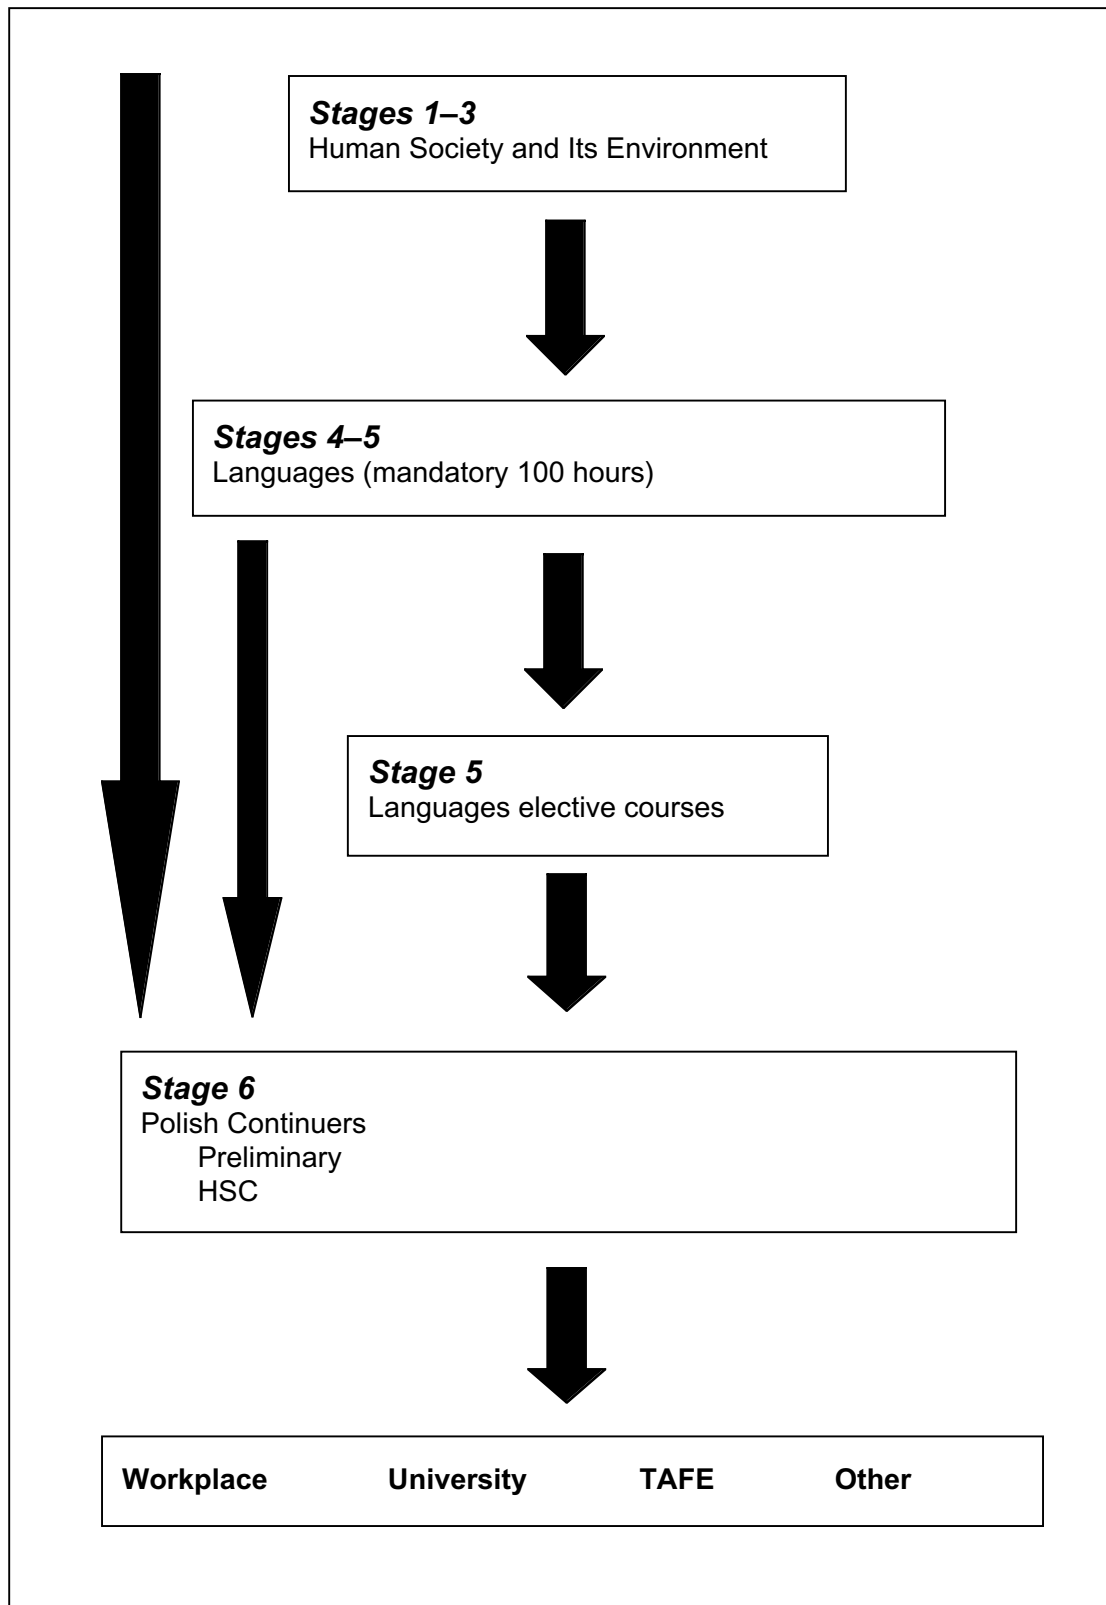 Stages 1–3
Human Society and Its Environment
Stages 4–5
Languages (mandatory 100 hours)
Stage 5
Languages elective courses
Stage 6
Polish Continuers
Preliminary
HSC
Workplace University TAFE Other